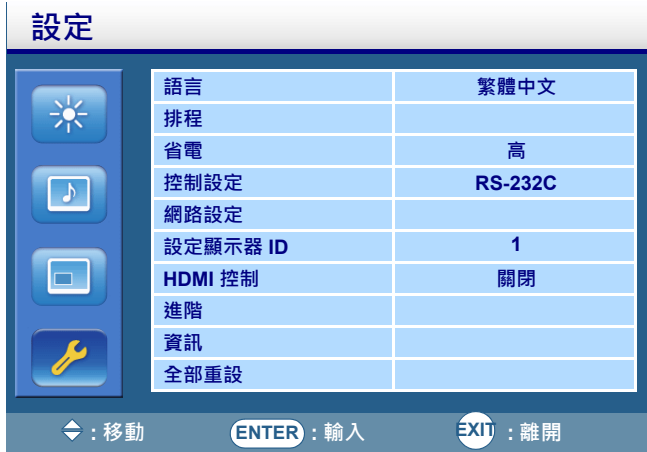 設定
語言 繁體中文
排程
省電 高
控制設定 RS-232C
網路設定
設定顯示器 ID 1
HDMI 控制 關閉
進階
資訊
全部重設
：移動 ENTER ：輸入 EXIT ：離開